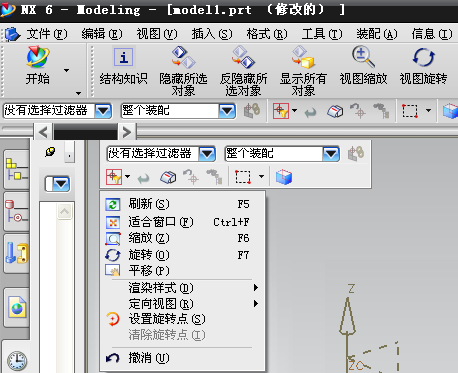 NX 6 - Modeling - [model1.prt （修改的） ]
文件(F) 编辑(E) 视图(V) 插入(S) 格式(R) 工具(T) 装配(A) 信息(I)
开始 结构知识 隐藏所选对象 反隐藏所选对象 显示所有对象 视图缩放 视图旋转
没有选择过滤器 整个装配
没有选择过滤器 整个装配
刷新(S) F5
适合窗口(F) Ctrl+F
缩放(Z) F6
旋转(O) F7
平移(P)
渲染样式(D)
定向视图(R)
设置旋转点(S)
清除旋转点(I)
撤消(U)
Z
ZC